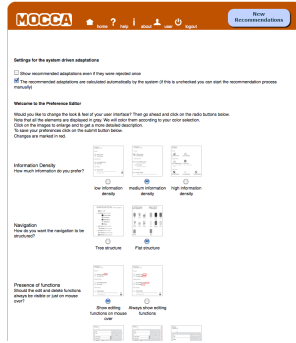 MOCCA
home
? help
i about
user
logout
New
Recommendations
Settings for the system driven adaptations
Show recommended adaptations even if they were rejected once
The recommended adaptations are calculated automatically by the system (if this is unchecked you can start the recommendation process
manually)
Welcome to the Preference Editor
Would you like to change the look & feel of your user interface? Then go ahead and click on the radio buttons below.
Note that all the elements are displayed in gray. We will color them according to your color selection.
Click on the images to enlarge and to get a more detailed description.
To save your preferences click on the submit button below.
Changes are marked in red.
Information Density
How much information do you prefer?
low information
density
medium information
density
high information
density
Navigation
How do you want the navigation to be
structured?
Tree structure
Flat structure
Presence of functions
Should the edit and delete functions
always be visible or just on mouse
over?
Show editing
functions on mouse
over
Always show editing
functions